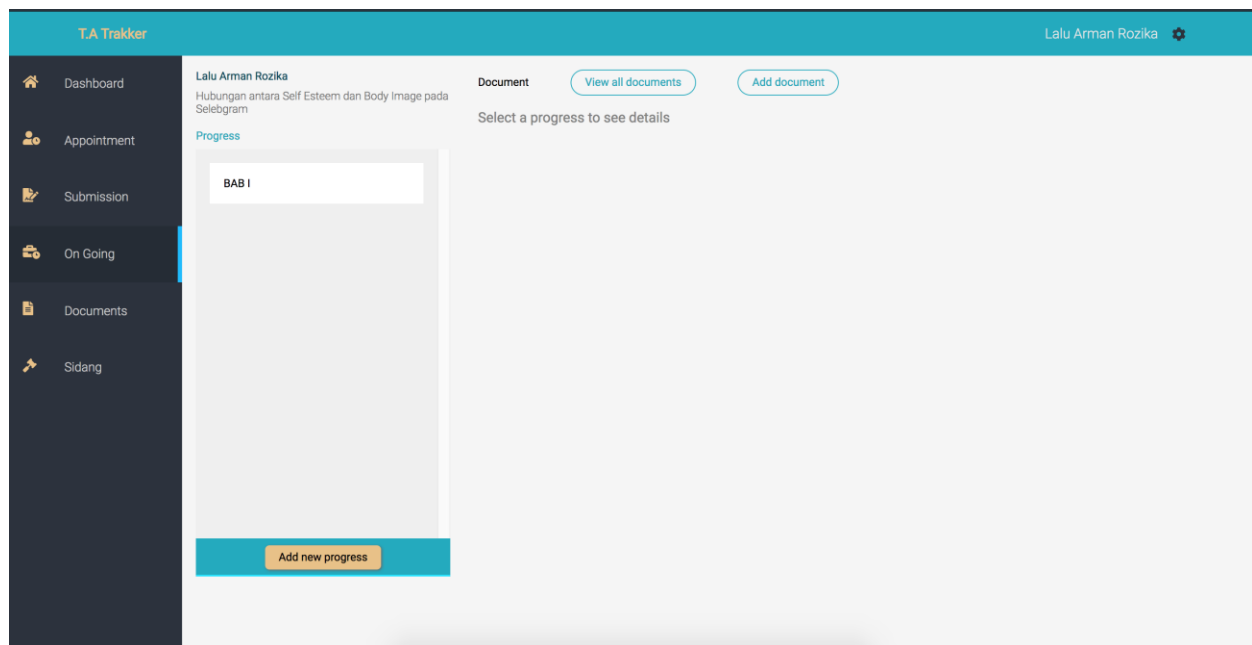 T.A Trakker
Lalu Arman Rozika
Dashboard
Appointment
Submission
On Going
Documents
Sidang
Lalu Arman Rozika
Hubungan antara Self Esteem dan Body Image pada
Selebgram
Progress
BAB I
Add new progress
Document
View all documents
Add document
Select a progress to see details